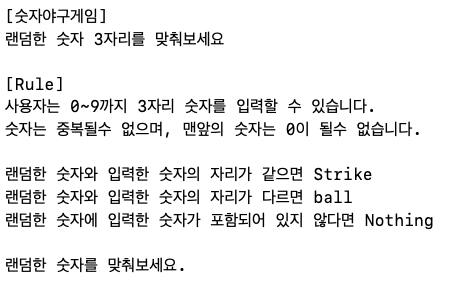 [숫자야구게임]
랜덤한 숫자 3자리를 맞춰보세요
[Rule]
사용자는 0~9까지 3자리 숫자를 입력할 수 있습니다.
숫자는 중복될수 없으며, 맨앞의 숫자는 0이 될수 없습니다.
랜덤한 숫자와 입력한 숫자의 자리가 같으면 Strike
랜덤한 숫자와 입력한 숫자의 자리가 다르면 ball
랜덤한 숫자에 입력한 숫자가 포함되어 있지 않다면 Nothing
랜덤한 숫자를 맞춰보세요.